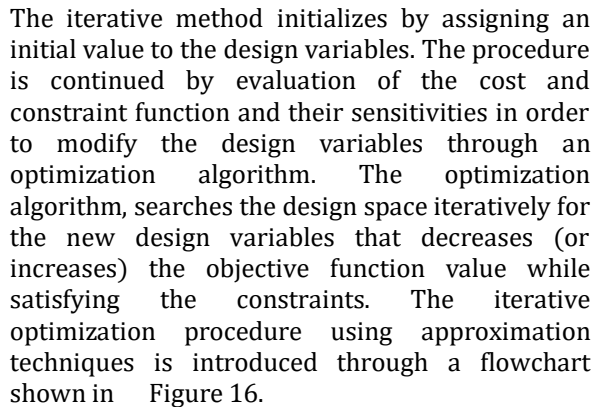 The iterative method initializes by assigning an
initial value to the design variables. The procedure
is continued by evaluation of the cost and
constraint function and their sensitivities in order
to modify the design variables through an
optimization algorithm. The optimization
algorithm, searches the design space iteratively for
the new design variables that decreases (or
increases) the objective function value while
satisfying the constraints. The iterative
optimization procedure using approximation
techniques is introduced through a flowchart
shown in Figure 16.